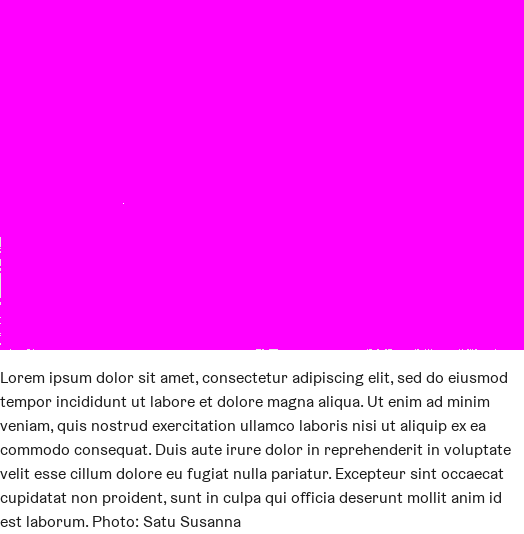 Lorem ipsum dolor sit amet, consectetur adipiscing elit, sed do eiusmod
tempor incididunt ut labore et dolore magna aliqua. Ut enim ad minim
veniam, quis nostrud exercitation ullamco laboris nisi ut aliquip ex ea
commodo consequat. Duis aute irure dolor in reprehenderit in voluptate
velit esse cillum dolore eu fugiat nulla pariatur. Excepteur sint occaecat
cupidatat non proident, sunt in culpa qui officia deserunt mollit anim id
est laborum. Photo: Satu Susanna